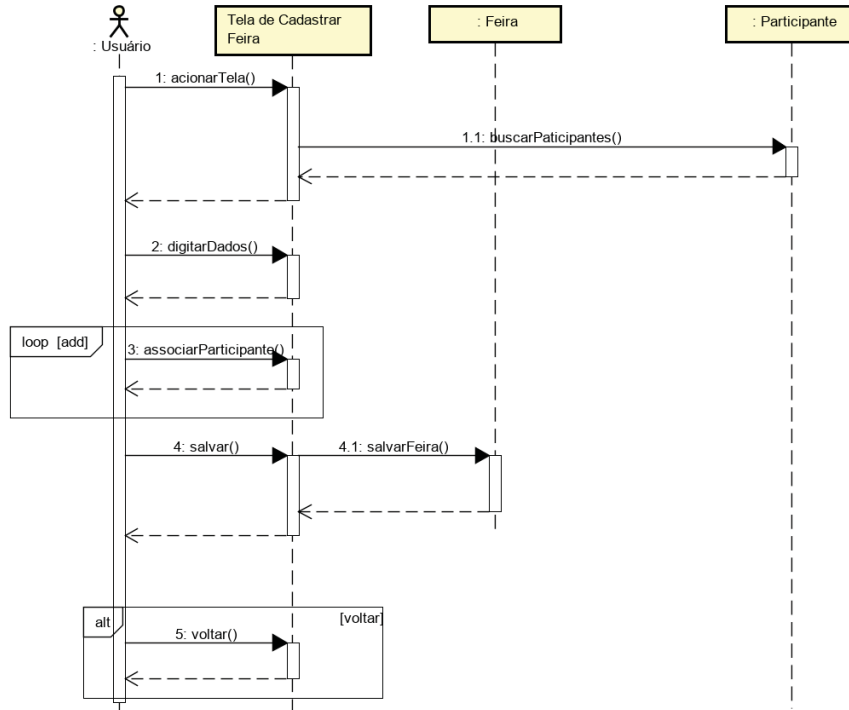 : Usuário
Tela de Cadastrar
Feira
: Feira
: Participante
1: acionarTela()
1.1: buscarPaticipantes()
2: digitarDados()
loop [add]
3: associarParticipante()
4: salvar()
4.1: salvarFeira()
alt
[voltar]
5: voltar()